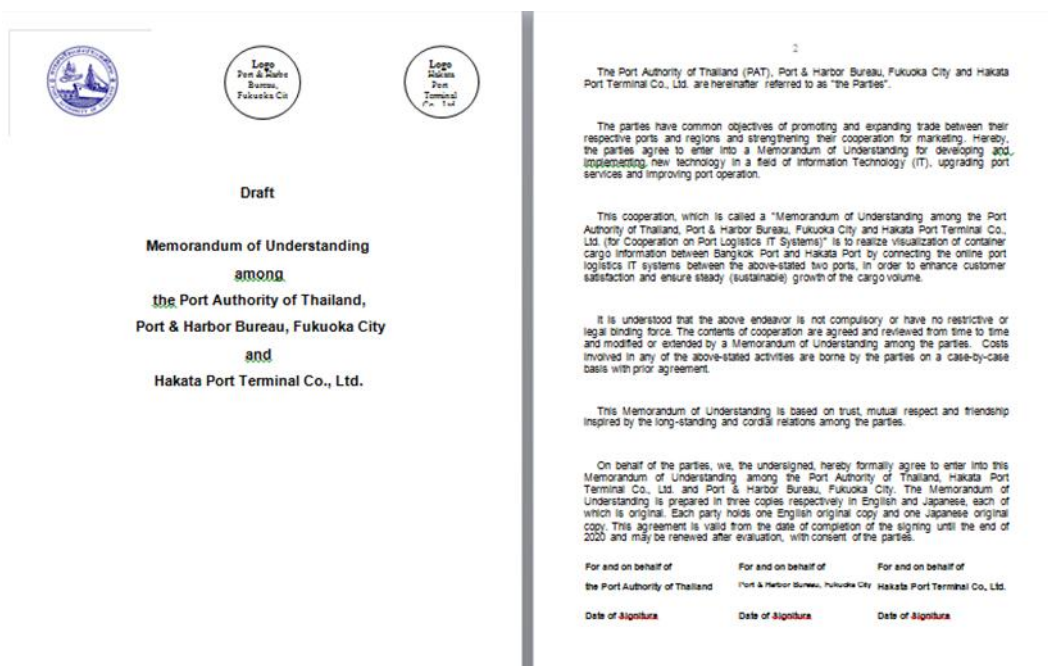 Logo
Port & Harbo
Bureau,
Fukuoka Cit
Logo
Hakata
Port
Terminal
Co., Ltd.
Draft
Memorandum of Understanding
among
the Port Authority of Thailand,
Port & Harbor Bureau, Fukuoka City
and
Hakata Port Terminal Co., Ltd.
2
The Port Authority of Thailand (PAT), Port & Harbor Bureau, Fukuoka City and Hakata
Port Terminal Co., Ltd. are hereinafter referred to as "the Parties".
The parties have common objectives of promoting and expanding trade between their
respective ports and regions and strengthening their cooperation for marketing. Hereby,
the parties agree to enter into a Memorandum of Understanding for developing and
implementing new technology in a field of Information Technology (IT), upgrading port
services and improving port operation.
This cooperation, which is called a "Memorandum of Understanding among the Port
Authority of Thailand, Port & Harbor Bureau, Fukuoka City and Hakata Port Terminal Co.,
Ltd. (for Cooperation on Port Logistics IT Systems)" is to realize visualization of container
cargo information between Bangkok Port and Hakata Port by connecting the online port
logistics IT systems between the above-stated two ports, in order to enhance customer
satisfaction and ensure steady (sustainable) growth of the cargo volume.
It is understood that the above endeavor is not compulsory or have no restrictive or
legal binding force. The contents of cooperation are agreed and reviewed from time to time
and modified or extended by a Memorandum of Understanding among the parties. Costs
involved in any of the above-stated activities are borne by the parties on a case-by-case
basis with prior agreement.
This Memorandum of Understanding is based on trust, mutual respect and friendship
inspired by the long-standing and cordial relations among the parties.
On behalf of the parties, we, the undersigned, hereby formally agree to enter into this
Memorandum of Understanding among the Port Authority of Thailand, Hakata Port
Terminal Co., Ltd. and Port & Harbor Bureau, Fukuoka City. The Memorandum of
Understanding is prepared in three copies respectively in English and Japanese, each of
which is original. Each party holds one English original copy and one Japanese original
copy. This agreement is valid from the date of completion of the signing until the end of
2020 and may be renewed after evaluation, with consent of the parties.
For and on behalf of For and on behalf of For and on behalf of
the Port Authority of Thailand Port & Harbor Bureau, Fukuoka City Hakata Port Terminal Co., Ltd.
Date of Signitura Date of Signitura Date of Signitura